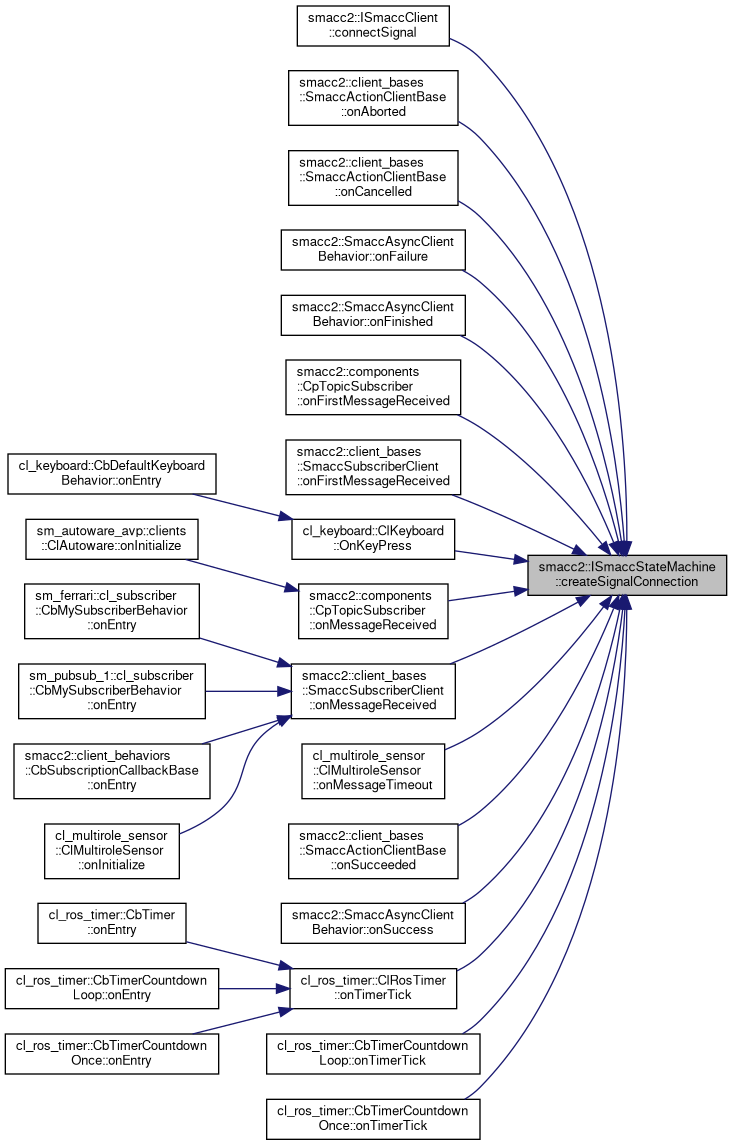 smacc2::ISmaccClient
::connectSignal
smacc2::client_bases
::SmaccActionClientBase
::onAborted
smacc2::client_bases
::SmaccActionClientBase
::onCancelled
smacc2::SmaccAsyncClient
Behavior::onFailure
smacc2::SmaccAsyncClient
Behavior::onFinished
smacc2::components
::CpTopicSubscriber
::onFirstMessageReceived
smacc2::client_bases
::SmaccSubscriberClient
::onFirstMessageReceived
cl_keyboard::CbDefaultKeyboard
Behavior::onEntry
cl_keyboard::ClKeyboard
::OnKeyPress
sm_autoware_avp::clients
::ClAutoware::onInitialize
smacc2::ISmaccStateMachine
::createSignalConnection
smacc2::components
::CpTopicSubscriber
::onMessageReceived
sm_ferrari::cl_subscriber
::CbMySubscriberBehavior
::onEntry
sm_pubsub_1::cl_subscriber
::CbMySubscriberBehavior
::onEntry
smacc2::client_bases
::SmaccSubscriberClient
::onMessageReceived
smacc2::client_behaviors
::CbSubscriptionCallbackBase
::onEntry
cl_multirole_sensor
::ClMultiroleSensor
::onMessageTimeout
cl_multirole_sensor
::ClMultiroleSensor
::onInitialize
smacc2::client_bases
::SmaccActionClientBase
::onSucceeded
cl_ros_timer::CbTimer
::onEntry
smacc2::SmaccAsyncClient
Behavior::onSuccess
cl_ros_timer::CbTimerCountdown
Loop::onEntry
cl_ros_timer::ClRosTimer
::onTimerTick
cl_ros_timer::CbTimerCountdown
Once::onEntry
cl_ros_timer::CbTimerCountdown
Loop::onTimerTick
cl_ros_timer::CbTimerCountdown
Once::onTimerTick